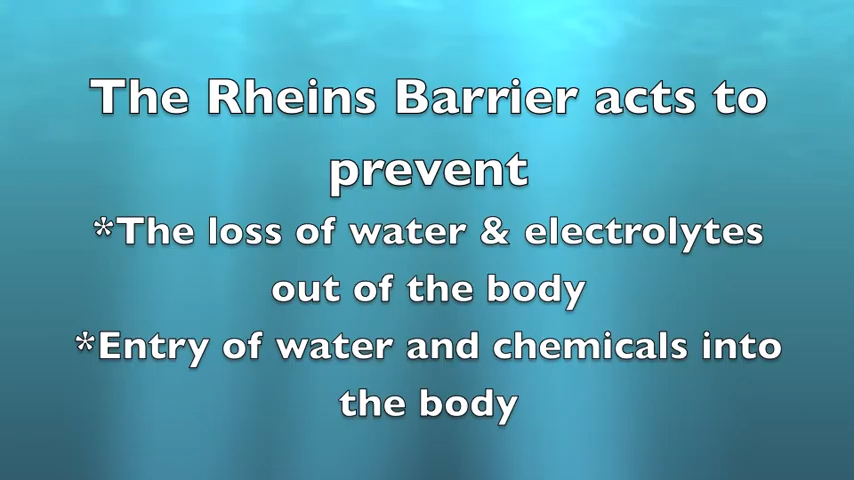 The Rheins Barrier acts to
prevent
*The loss of water & electrolytes
out of the body
*Entry of water and chemicals into
the body